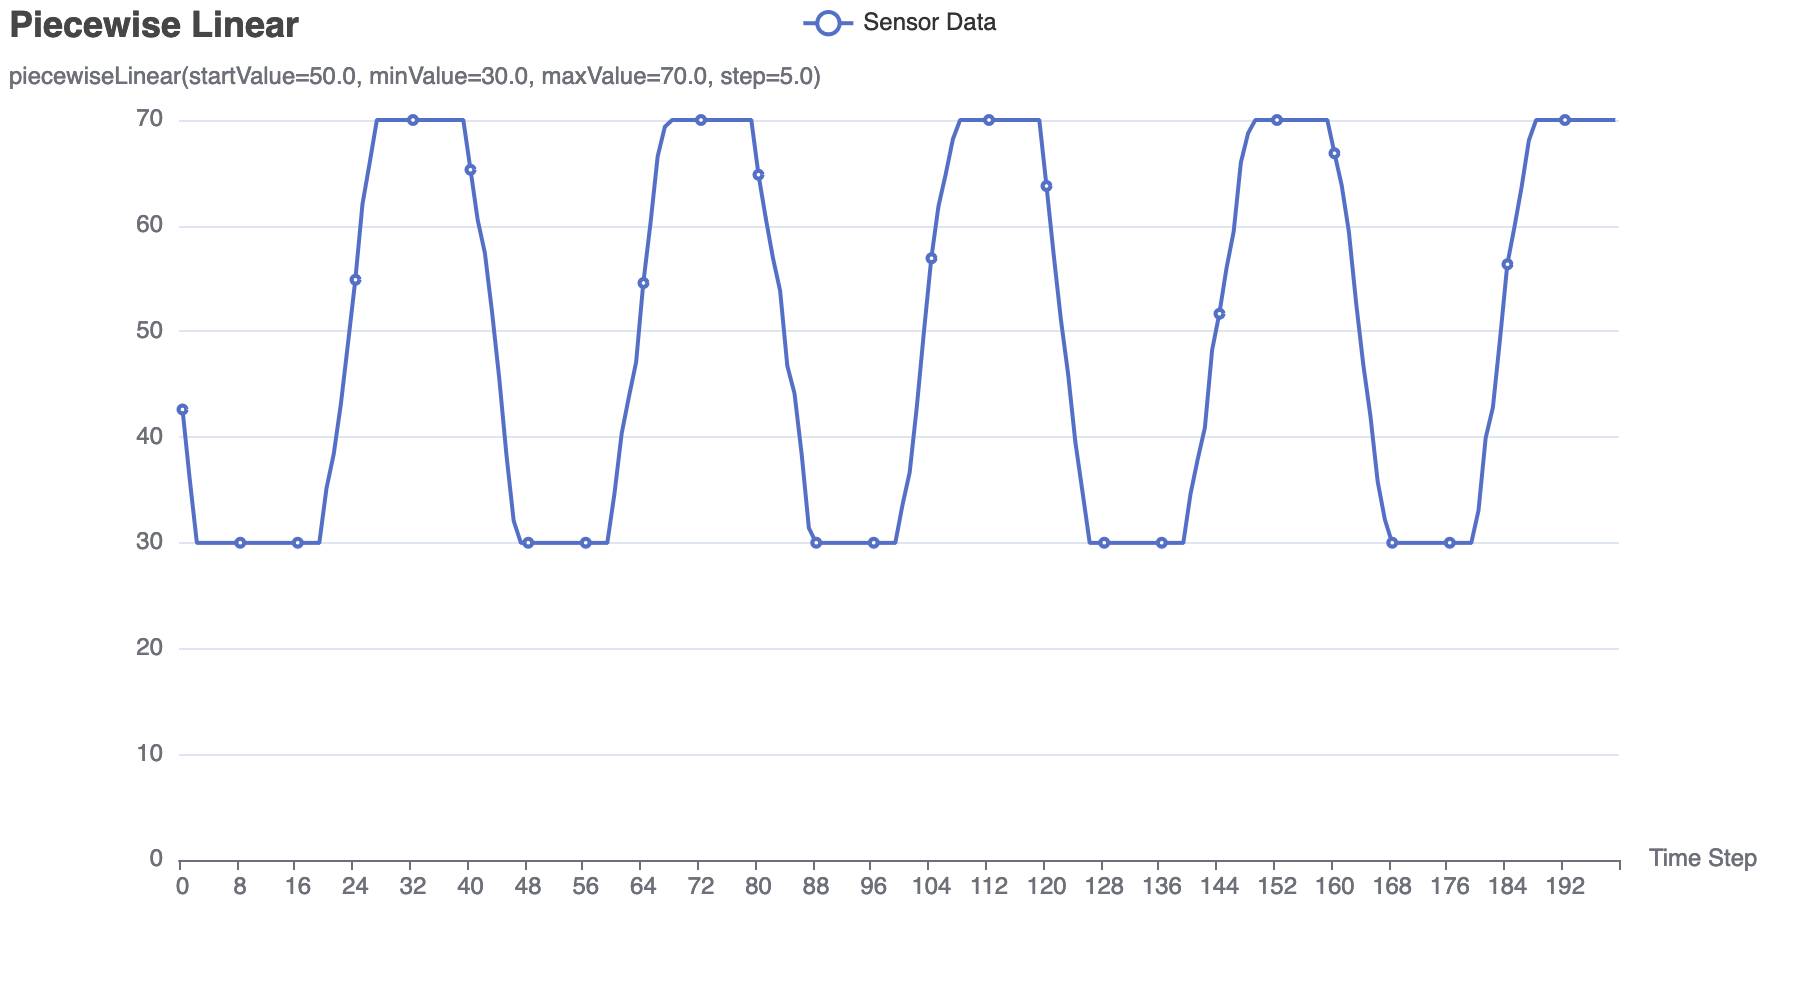 Piecewise Linear
Sensor Data
piecewiseLinear(startValue=50.0, minValue=30.0, maxValue=70.0, step=5.0)
70
60
50
40
30
20
10
0
Time Step
0 8 16 24 32 40 48 56 64 72 80 88 96 104 112 120 128 136 144 152 160 168 176 184 192